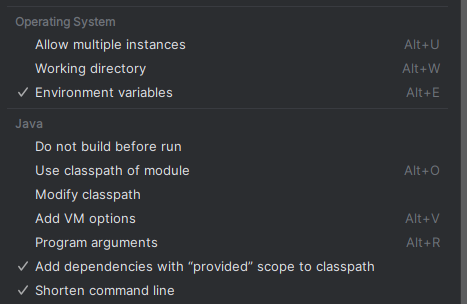 Operating System
Allow multiple instances Alt+U
Working directory Alt+W
✓ Environment variables Alt+E
Java
Do not build before run
Use classpath of module Alt+O
Modify classpath
Add VM options Alt+V
Program arguments Alt+R
✓ Add dependencies with “provided” scope to classpath
✓ Shorten command line